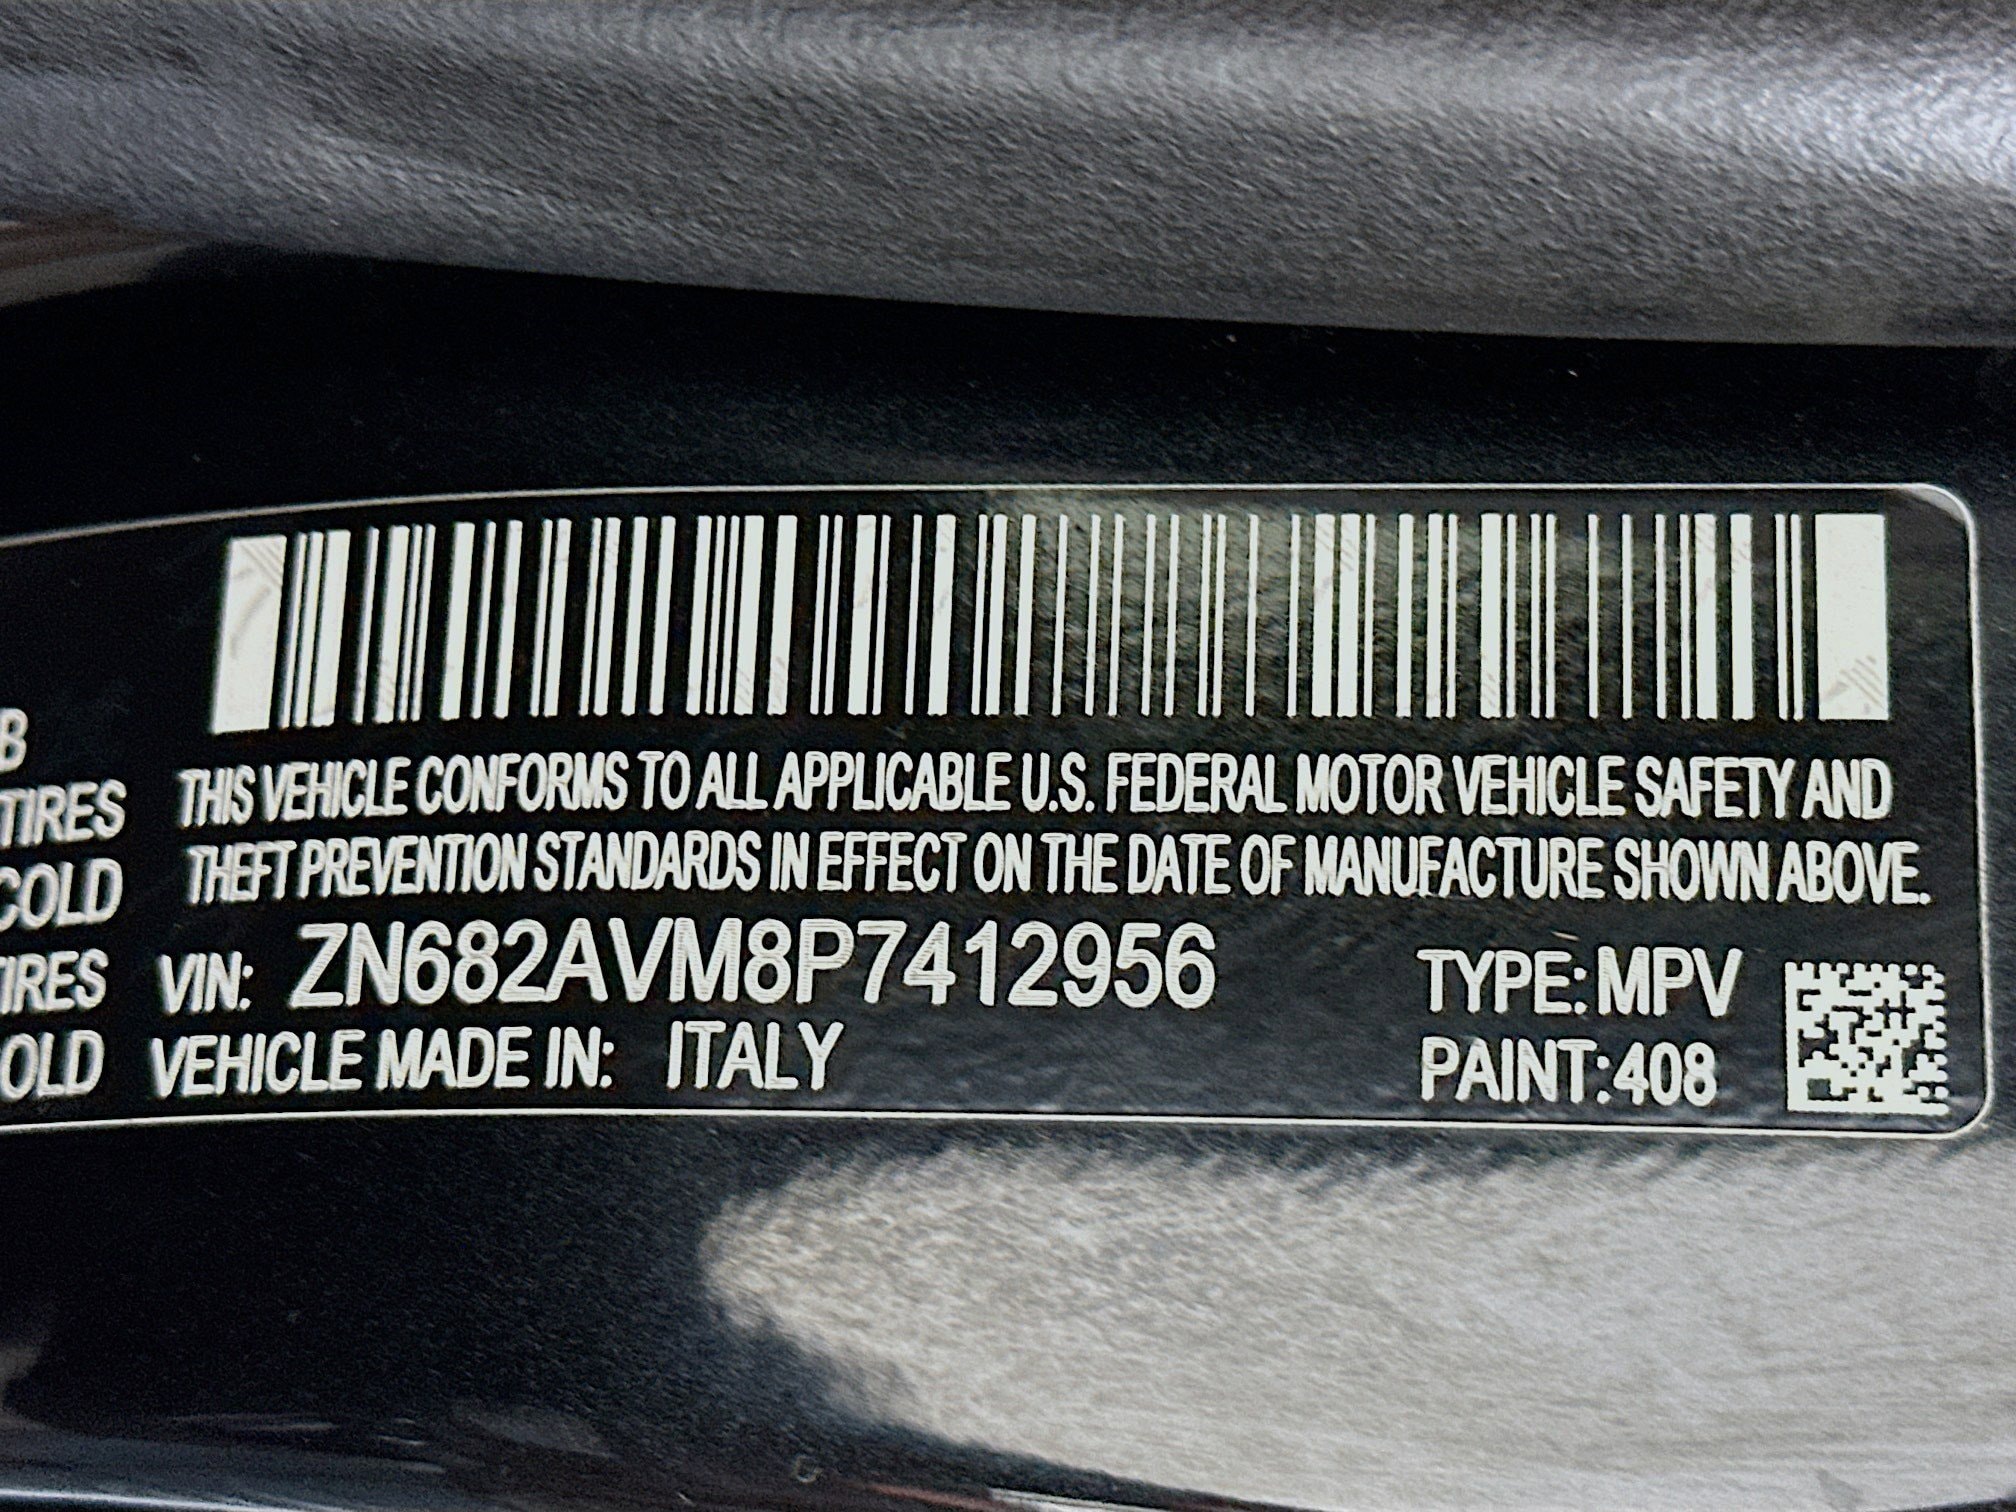 B
TIRES THIS VEHICLE CONFORMS TO ALL APPLICABLE U.S. FEDERAL MOTOR VEHICLE SAFETY AND
COLD THEFT PREVENTION STANDARDS IN EFFECT ON THE DATE OF MANUFACTURE SHOWN ABOVE.
IRES VIN: ZN682AVM8P7412956 TYPE: MPV
OLD VEHICLE MADE IN: ITALY PAINT:408